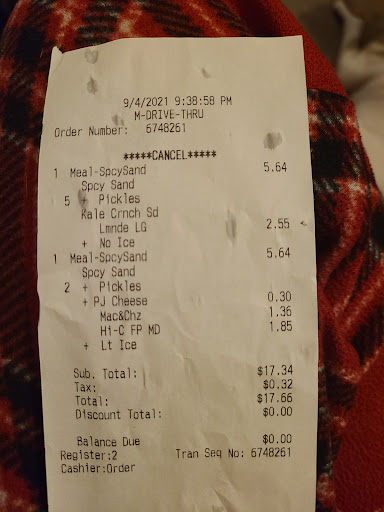 9/4/2021 9:38:58 PM
M-DRIVE-THRU
Order Number: 6748261
*****CANCEL*****
1 Meal-SpcySand 5.64
Spcy Sand
5 + Pickles
Kale Crnch Sd
Lmnde LG 2.55
+ No Ice
1 Meal-SpcySand 5.64
Spcy Sand
2 + Pickles
+ PJ Cheese 0.30
Mac&Chz 1.36
Hi-C FP MD 1.85
+ Lt Ice
Sub. Total: $17.34
Tax: $0.32
Total: $17.66
Discount Total: $0.00
Balance Due $0.00
Register:2 Tran Seq No: 6748261
Cashier:Order